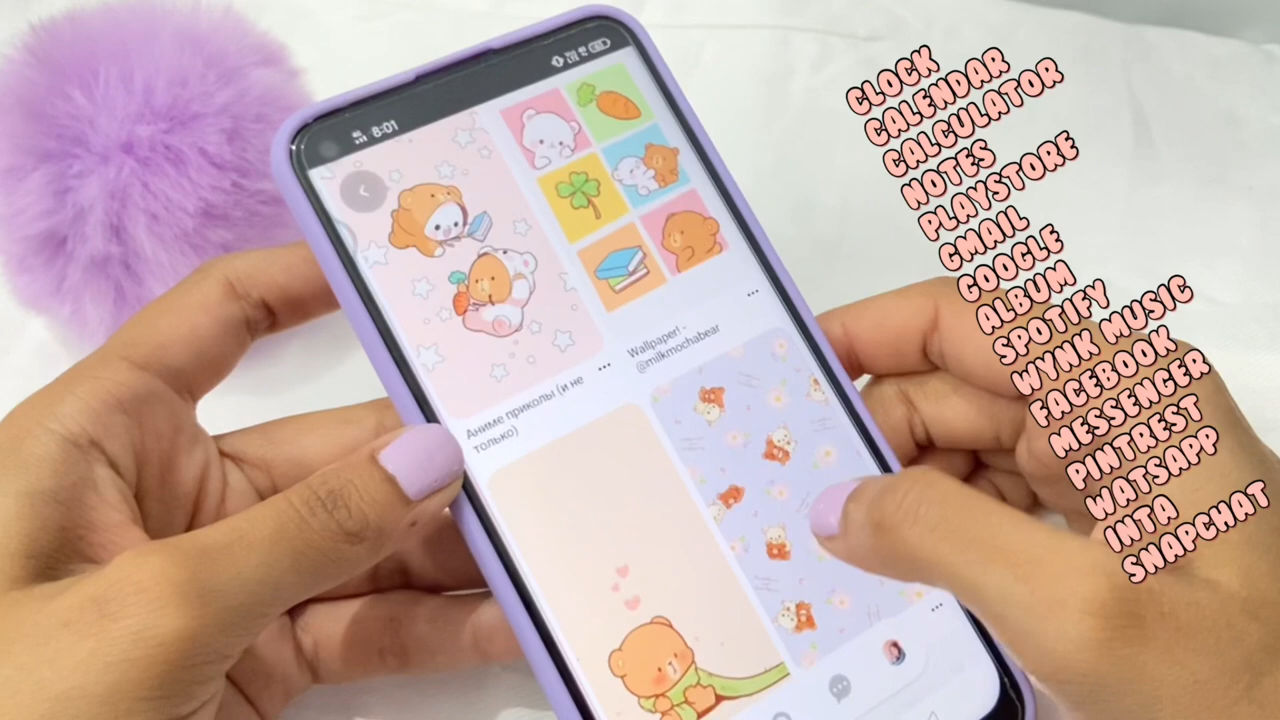 8:01
Аниме приколы (и не
только)
Wallpaper! -
@milkmochabear
CLOCK
CALENDAR
CALCULATOR
NOTES
PLAYSTORE
GMAIL
GOOGLE
ALBUM
SPOTIFY
WYNK MUSIC
FACEBOOK
MESSENGER
PINTREST
WATSAPP
INTA
SNAPCHAT